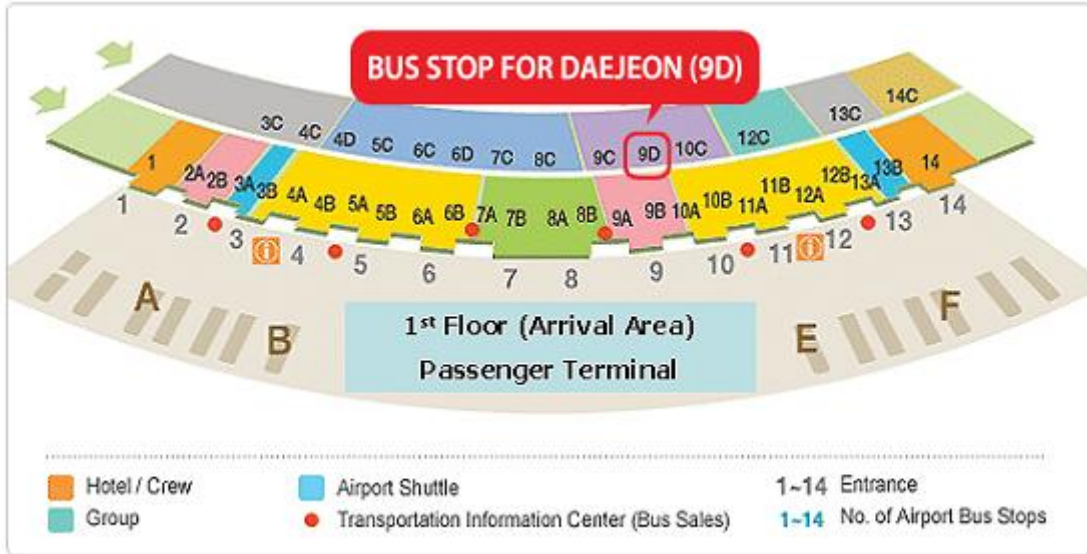 BUS STOP FOR DAEJEON (9D)
3C 4C 4D 5C 6C 6D 7C 8C 9C 9D 10C 12C 13C 14C
1 2A 2B 3A 3B 4A 4B 5A 5B 6A 6B 7A 7B 8A 8B 9A 9B 10A 10B 11A 11B 12A 12B 13A 13B 14
1 2 3 4 5 6 7 8 9 10 11 12 13 14
A B E F
1st Floor (Arrival Area)
Passenger Terminal
Hotel / Crew
Airport Shuttle
1~14 Entrance
Group
Transportation Information Center (Bus Sales)
1~14 No. of Airport Bus Stops